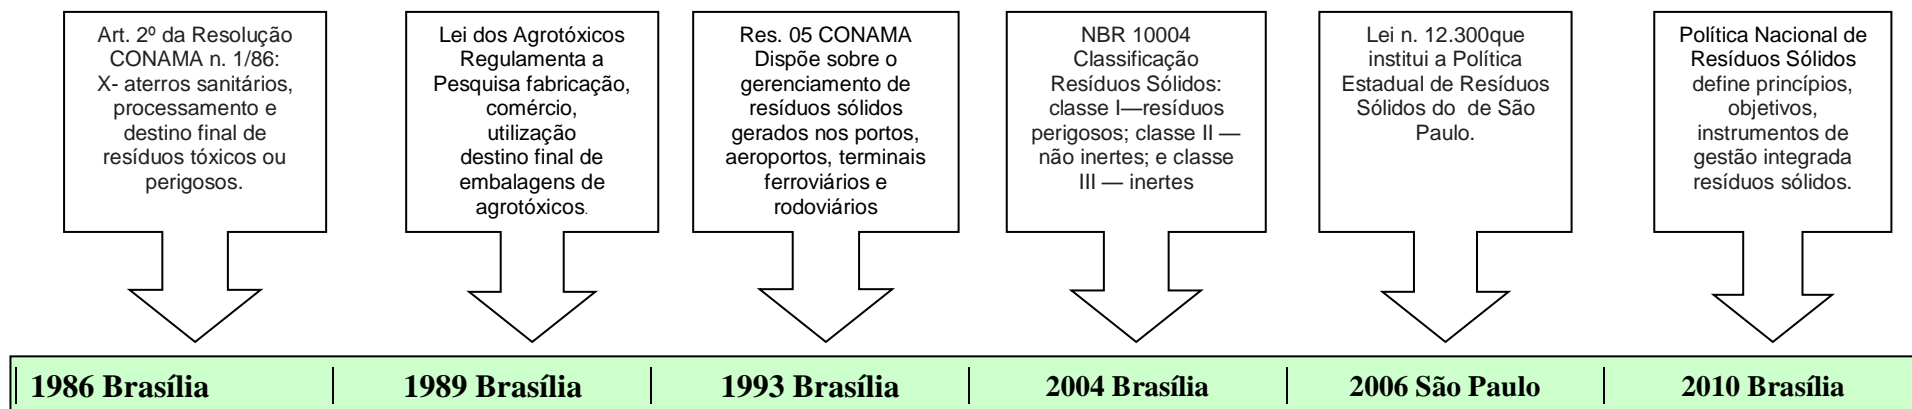 Art. 2º da Resolução
CONAMA n. 1/86:
X- aterros sanitários,
processamento e
destino final de
resíduos tóxicos ou
perigosos.
Lei dos Agrotóxicos
Regulamenta a
Pesquisa fabricação,
comércio,
utilização
destino final de
embalagens de
agrotóxicos.
Res. 05 CONAMA
Dispõe sobre o
gerenciamento de
resíduos sólidos
gerados nos portos,
aeroportos, terminais
ferroviários e
rodoviários
NBR 10004
Classificação
Resíduos Sólidos:
classe I—resíduos
perigosos; classe II —
não inertes; e classe
III — inertes
Lei n. 12.300que
institui a Política
Estadual de Resíduos
Sólidos do de São
Paulo.
Política Nacional de
Resíduos Sólidos
define princípios,
objetivos,
instrumentos de
gestão integrada
resíduos sólidos.
1986 Brasília
1989 Brasília
1993 Brasília
2004 Brasília
2006 São Paulo
2010 Brasília